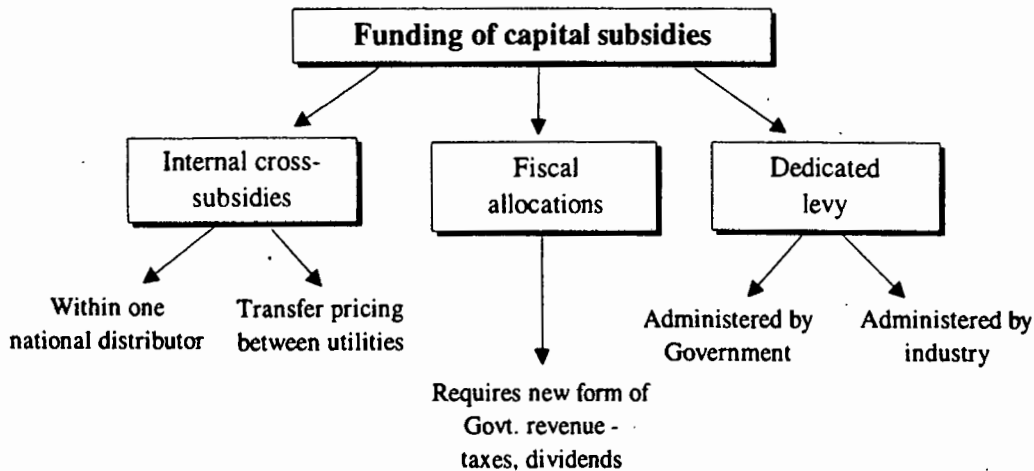 Funding of capital subsidies
Internal cross-
subsidies
Fiscal
allocations
Dedicated
levy
Within one
national distributor
Transfer pricing
between utilities
Administered by
Government
Administered by
industry
Requires new form of
Govt. revenue -
taxes, dividends